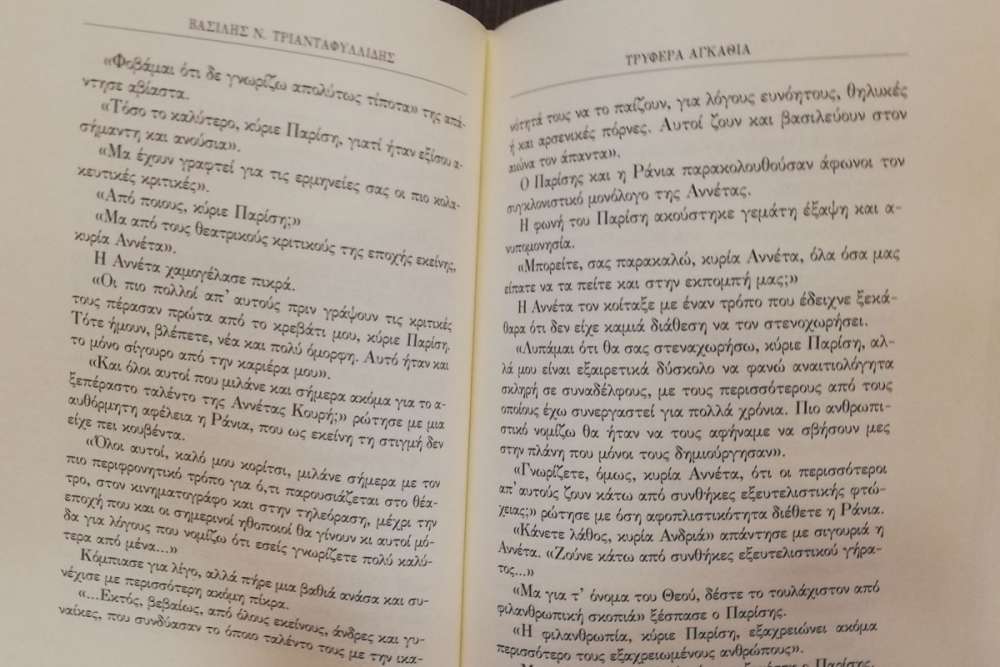 ΒΑΣΙΛΗΣ Ν. ΤΡΙΑΝΤΑΦΥΛΛΙΔΗΣ
«Φοβάμαι ότι δε γνωρίζω απολύτως τίποτα» της απά-
ντησε αβίαστα.
«Τόσο το καλύτερο, κύριε Παρίση, γιατί ήταν εξίσου α-
σήμαντη και ανούσια».
«Μα έχουν γραφτεί για τις ερμηνείες σας οι πιο κολα-
κευτικές κριτικές».
«Από ποιους, κύριε Παρίση;»
«Μα από τους θεατρικούς κριτικούς της εποχής εκείνης,
κυρία Αννέτα».
Η Αννέτα χαμογέλασε πικρά.
«Οι πιο πολλοί απ' αυτούς πριν γράψουν τις κριτικές
τους πέρασαν πρώτα από το κρεβάτι μου, κύριε Παρίση.
Τότε ήμουν, βλέπετε, νέα και πολύ όμορφη. Αυτό ήταν και
το μόνο σίγουρο από την καριέρα μου».
«Και όλοι αυτοί που μιλάνε και σήμερα ακόμα για το α-
ξεπέραστο ταλέντο της Αννέτας Κουρή;» ρώτησε με μια
αυθόρμητη αφέλεια η Ράνια, που ως εκείνη τη στιγμή δεν
είχε πει κουβέντα.
«Όλοι αυτοί, καλό μου κορίτσι, μιλάνε σήμερα με τον
πιο περιφρονητικό τρόπο για ό,τι παρουσιάζεται στο θέα-
τρο, στον κινηματογράφο και στην τηλεόραση, μέχρι την
εποχή που και οι σημερινοί ηθοποιοί θα γίνουν κι αυτοί μό-
δα για λόγους που νομίζω ότι εσείς γνωρίζετε πολύ καλύ-
τερα από μένα...»
Κόμπιασε για λίγο, αλλά πήρε μια βαθιά ανάσα και συ-
νέχισε με περισσότερη ακόμη πίκρα.
«...Εκτός, βεβαίως, από όλους εκείνους, άνδρες και γυ-
ναίκες, που συνδύασαν το όποιο ταλέντο τους με την ικα-
ΤΡΥΦΕΡΑ ΑΓΚΑΘΙΑ
νότητά τους να το παίζουν, για λόγους ευνόητους, θηλυκές
ή και αρσενικές πόρνες. Αυτοί ζουν και βασιλεύουν στον
αιώνα τον άπαντα».
Ο Παρίσης και η Ράνια παρακολουθούσαν άφωνοι τον
συγκλονιστικό μονόλογο της Αννέτας.
Η φωνή του Παρίση ακούστηκε γεμάτη έξαψη και α-
νυπομονησία.
«Μπορείτε, σας παρακαλώ, κυρία Αννέτα, όλα όσα μας
είπατε να τα πείτε και στην εκπομπή μας;»
Η Αννέτα τον κοίταξε με έναν τρόπο που έδειχνε ξεκά-
θαρα ότι δεν είχε καμιά διάθεση να τον στενοχωρήσει.
«Λυπάμαι ότι θα σας στεναχωρήσω, κύριε Παρίση, αλ-
λά μου είναι εξαιρετικά δύσκολο να φανώ αναιτιολόγητα
σκληρή σε συναδέλφους, με τους περισσότερους από τους
οποίους έχω συνεργαστεί για πολλά χρόνια. Πιο ανθρωπι-
στικό νομίζω θα ήταν να τους αφήναμε να σβήσουν μες
στην πλάνη που μόνοι τους δημιούργησαν».
«Γνωρίζετε, όμως, κυρία Αννέτα, ότι οι περισσότεροι
απ' αυτούς ζουν κάτω από συνθήκες εξευτελιστικής φτώ-
χειας;» ρώτησε με όση αφοπλιστικότητα διέθετε η Ράνια.
«Κάνετε λάθος, κυρία Ανδριά» απάντησε με σιγουριά η
Αννέτα. «Ζούνε κάτω από συνθήκες εξευτελιστικού γήρα-
τος...»
«Μα για τ' όνομα του Θεού, δέστε το τουλάχιστον από
φιλανθρωπική σκοπιά» ξέσπασε ο Παρίσης.
«Η φιλανθρωπία, κύριε Παρίση, εξαχρειώνει ακόμα
περισσότερο τους εξαχρειωμένους ανθρώπους».